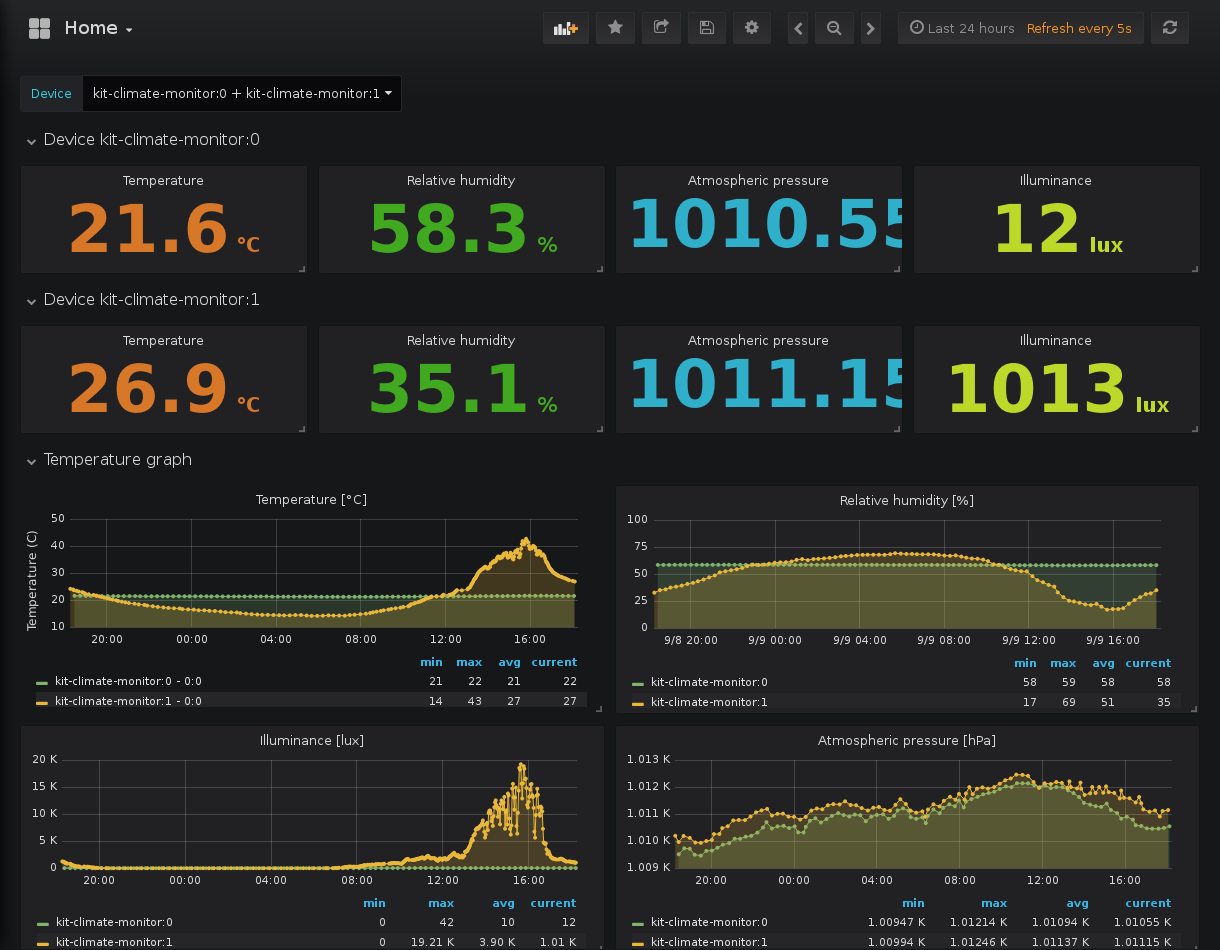 Home
Last 24 hours Refresh every 5s
Device kit-climate-monitor:0 + kit-climate-monitor:1
Device kit-climate-monitor:0
Temperature Relative humidity Atmospheric pressure Illuminance
21.6 °C 58.3 % 1010.55 12 lux
Device kit-climate-monitor:1
Temperature Relative humidity Atmospheric pressure Illuminance
26.9 °C 35.1 % 1011.15 1013 lux
Temperature graph
Temperature [°C]
Temperature (C)
50
40
30
20
10
20:00 00:00 04:00 08:00 12:00 16:00
min max avg current
kit-climate-monitor:0 - 0:0 21 22 21 22
kit-climate-monitor:1 - 0:0 14 43 27 27
Relative humidity [%]
100
75
50
25
0
9/8 20:00 9/9 00:00 9/9 04:00 9/9 08:00 9/9 12:00 9/9 16:00
min max avg current
kit-climate-monitor:0 58 59 58 58
kit-climate-monitor:1 17 69 51 35
Illuminance [lux]
20 K
15 K
10 K
5 K
0
20:00 00:00 04:00 08:00 12:00 16:00
min max avg current
kit-climate-monitor:0 0 42 10 12
kit-climate-monitor:1 0 19.21 K 3.90 K 1.01 K
Atmospheric pressure [hPa]
1.013 K
1.012 K
1.011 K
1.010 K
1.009 K
20:00 00:00 04:00 08:00 12:00 16:00
min max avg current
kit-climate-monitor:0 1.00947 K 1.01214 K 1.01094 K 1.01055 K
kit-climate-monitor:1 1.00994 K 1.01246 K 1.01137 K 1.01115 K